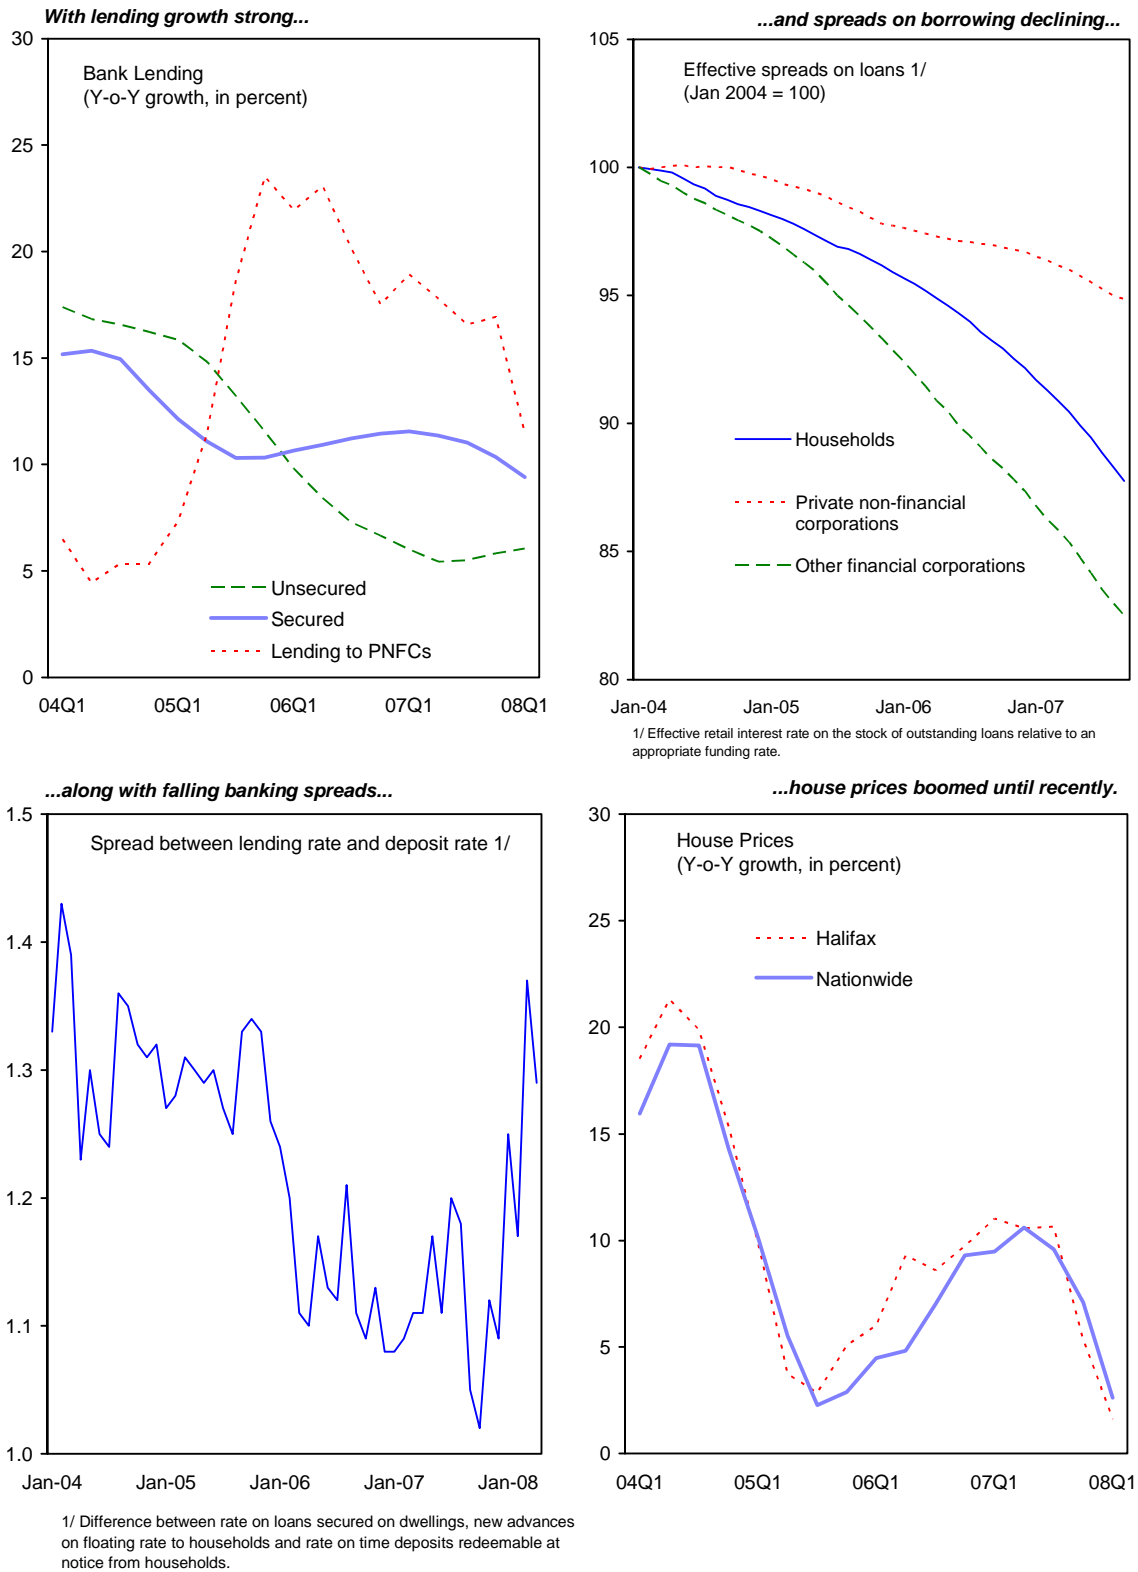 With lending growth strong...
30
25
20
15
10
5
0
Bank Lending
(Y-o-Y growth, in percent)
Unsecured
Secured
Lending to PNFCs
04Q1 05Q1 06Q1 07Q1 08Q1
...and spreads on borrowing declining...
105
100
95
90
85
80
Effective spreads on loans 1/
(Jan 2004 = 100)
Households
Private non-financial
corporations
Other financial corporations
Jan-04 Jan-05 Jan-06 Jan-07
1/ Effective retail interest rate on the stock of outstanding loans relative to an
appropriate funding rate.
...along with falling banking spreads...
1.5
1.4
1.3
1.2
1.1
1.0
Spread between lending rate and deposit rate 1/
Jan-04 Jan-05 Jan-06 Jan-07 Jan-08
1/ Difference between rate on loans secured on dwellings, new advances
on floating rate to households and rate on time deposits redeemable at
notice from households.
...house prices boomed until recently.
30
25
20
15
10
5
0
House Prices
(Y-o-Y growth, in percent)
Halifax
Nationwide
04Q1 05Q1 06Q1 07Q1 08Q1